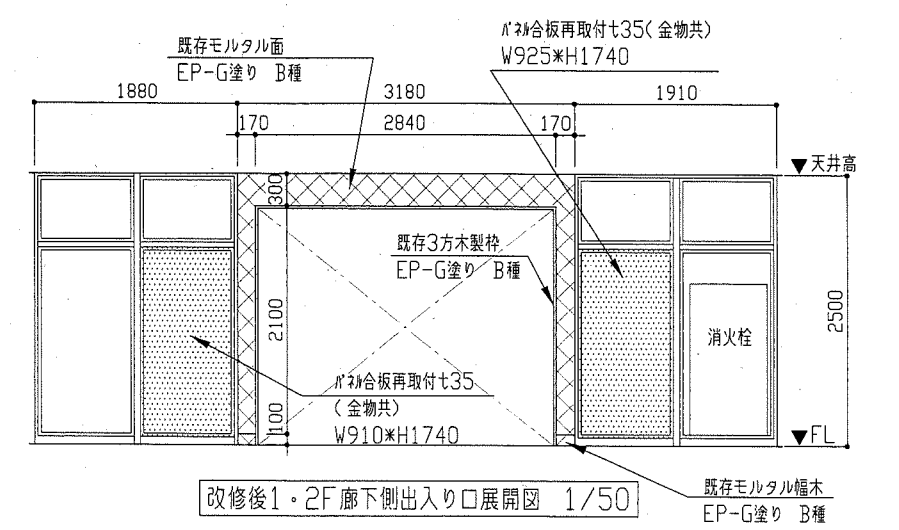 既存モルタル面
EP-G塗り B種
パネル合板再取付t35(金物共)
W925*H1740
1880
3180
1910
170
2840
170
天井高
300
既存3方木製枠
EP-G塗り B種
2100
2500
消火栓
パネル合板再取付t35
(金物共)
W910*H1740
100
FL
改修後1・2F廊下側出入り口展開図 1/50
既存モルタル幅木
EP-G塗り B種